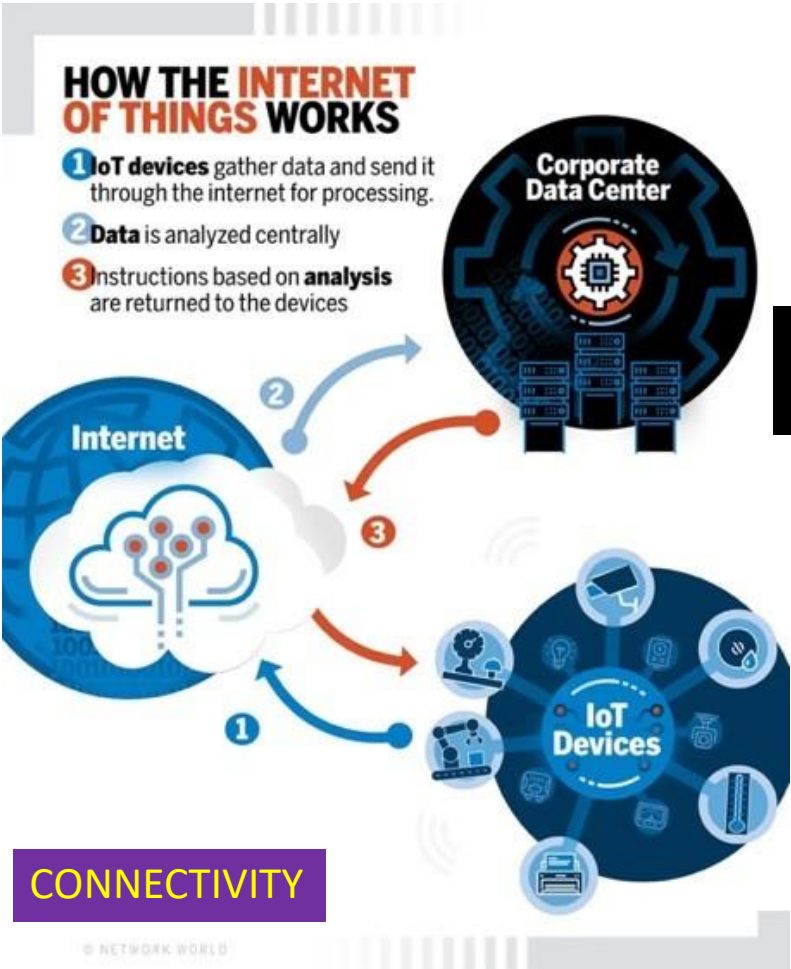 HOW THE INTERNET
OF THINGS WORKS
1 IoT devices gather data and send it
through the internet for processing.
2 Data is analyzed centrally
3 Instructions based on analysis
are returned to the devices
Corporate
Data Center
2
Internet
3
1
IoT
Devices
CONNECTIVITY
© NETWORK WORLD